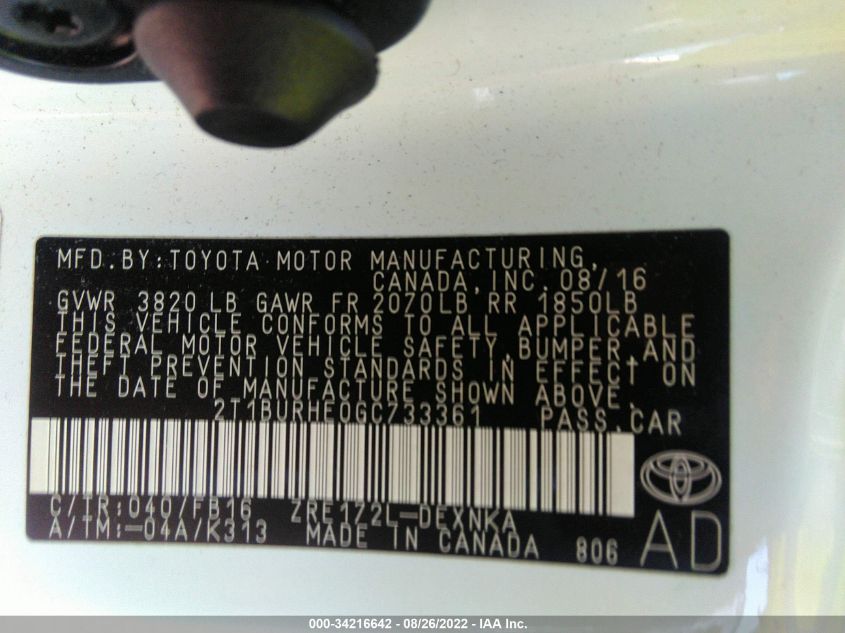 MFD. BY: TOYOTA MOTOR MANUFACTURING,
CANADA, INC. 08/16
GVWR 3820 LB GAWR FR 2070LB RR 1850LB
THIS VEHICLE CONFORMS TO ALL APPLICABLE
FEDERAL MOTOR VEHICLE SAFETY, BUMPER, AND
THEFT PREVENTION STANDARDS IN EFFECT ON
THE DATE OF MANUFACTURE SHOWN ABOVE.
2T1BURHE0GC733361 PASS. CAR
C/TR: 040/FB16 ZRE172L-DEXNKA
A/TM: -04A/K313 MADE IN CANADA 806 AD
000-34216642 - 08/26/2022 - IAA Inc.